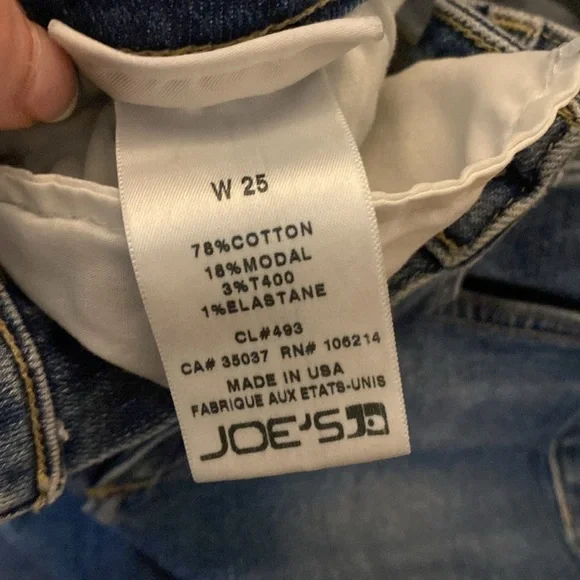 W 25
78%COTTON
18%MODAL
3%T400
1%ELASTANE
CL#493
CA# 35037 RN# 106214
MADE IN USA
FABRIQUE AUX ETATS-UNIS
JOE'S